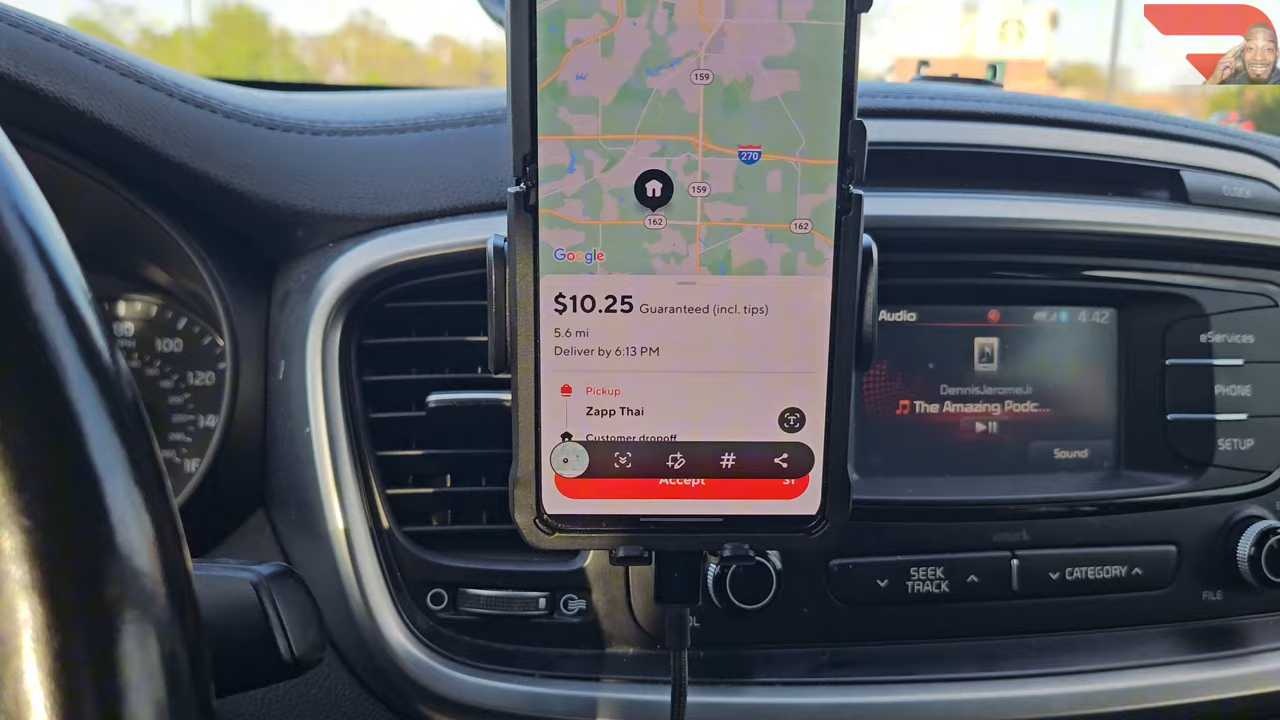 159
270
159
162
162
Google
$10.25 Guaranteed (incl. tips)
5.6 mi
Deliver by 6:13 PM
Pickup
Zapp Thai
Customer dropoff
Accept
100
120
Audio
4:42
DennisJeromeJr
The Amazing Podc...
Sound
CLOCK
eServices
PHONE
SETUP
SEEK
TRACK
CATEGORY
FILE